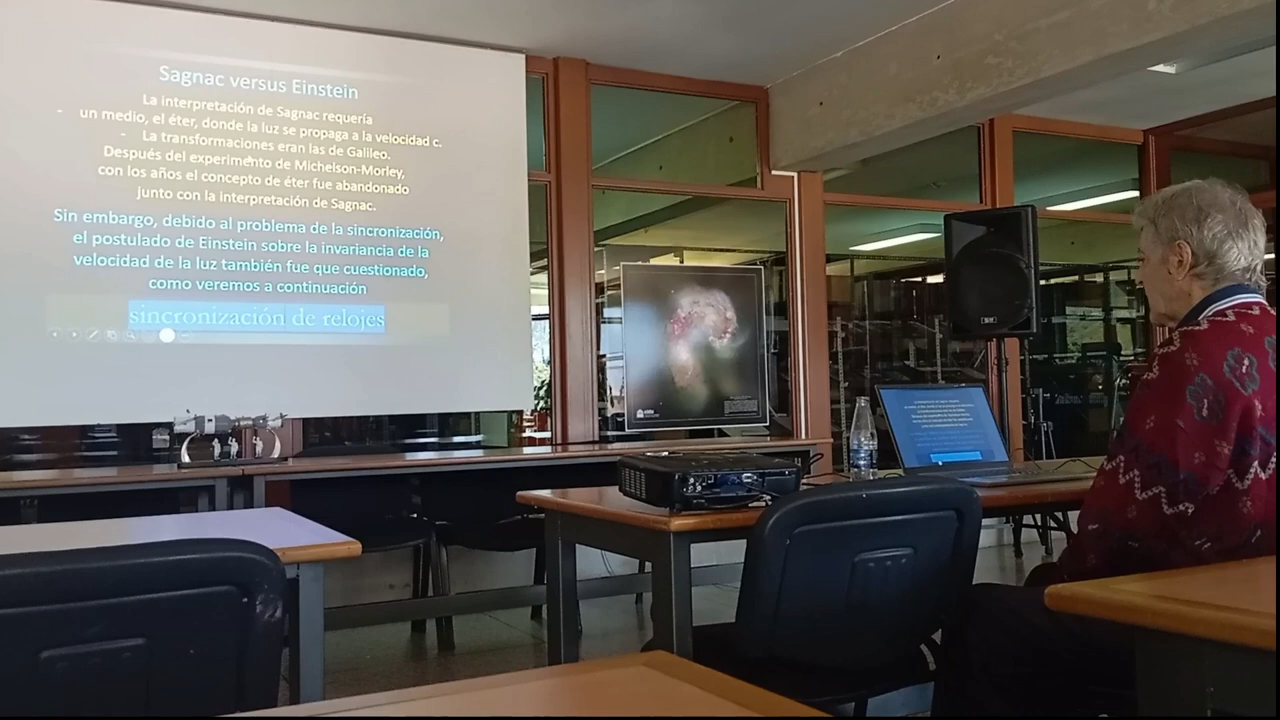 Sagnac versus Einstein
La interpretación de Sagnac requería
- un medio, el éter, donde la luz se propaga a la velocidad c.
- La transformaciones eran las de Galileo.
Después del experimento de Michelson-Morley,
con los años el concepto de éter fue abandonado
junto con la interpretación de Sagnac.
Sin embargo, debido al problema de la sincronización,
el postulado de Einstein sobre la invariancia de la
velocidad de la luz también fue que cuestionado,
como veremos a continuación
sincronización de relojes